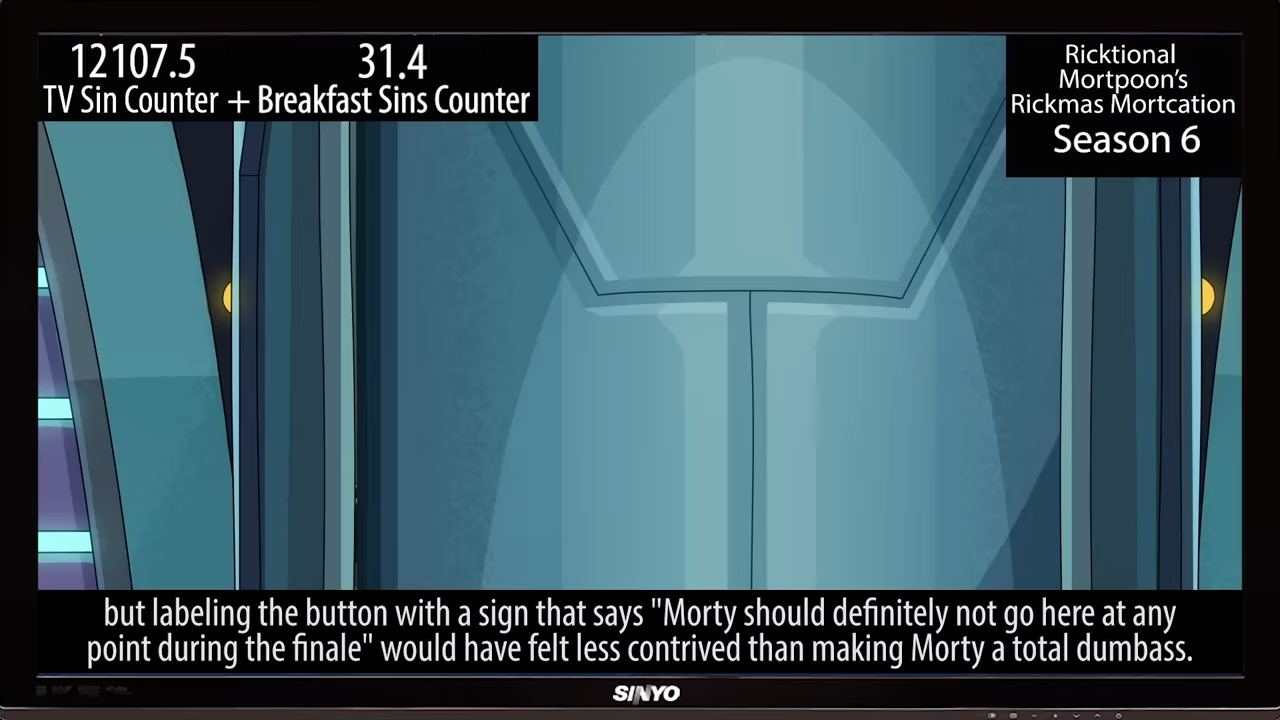 12107.5
31.4
TV Sin Counter + Breakfast Sins Counter
Ricktional
Mortpoon's
Rickmas Mortcation
Season 6
but labeling the button with a sign that says "Morty should definitely not go here at any
point during the finale" would have felt less contrived than making Morty a total dumbass.
SINYO